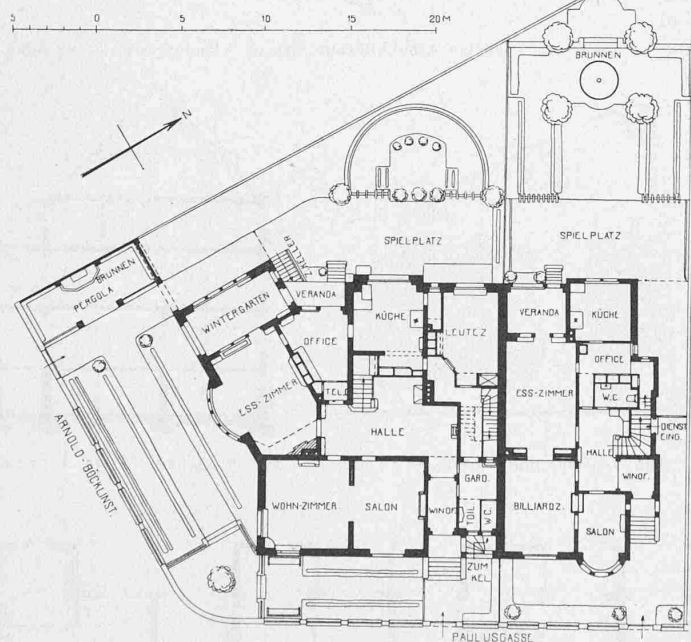 5 0 5 10 15 20 M
N
BRUNNEN
SPIELPLATZ
SPIELPLATZ
BRUNNEN
PERGOLA
KELLER
WINTERGARTEN
VERANDA
KÜCHE
LEUTEZ.
VERANDA
KÜCHE
OFFICE
OFFICE
ESS-ZIMMER
TEL.
ESS-ZIMMER
W.C.
HALLE
HALLE
DIENST
EING.
ARNOLD-BÖCKLINST.
WOHN-ZIMMER
SALON
WINDF.
GARD.
TOIL.
W.C.
BILLIARDZ.
SALON
WINDF.
ZUM
KEL.
PAULUSGASSE